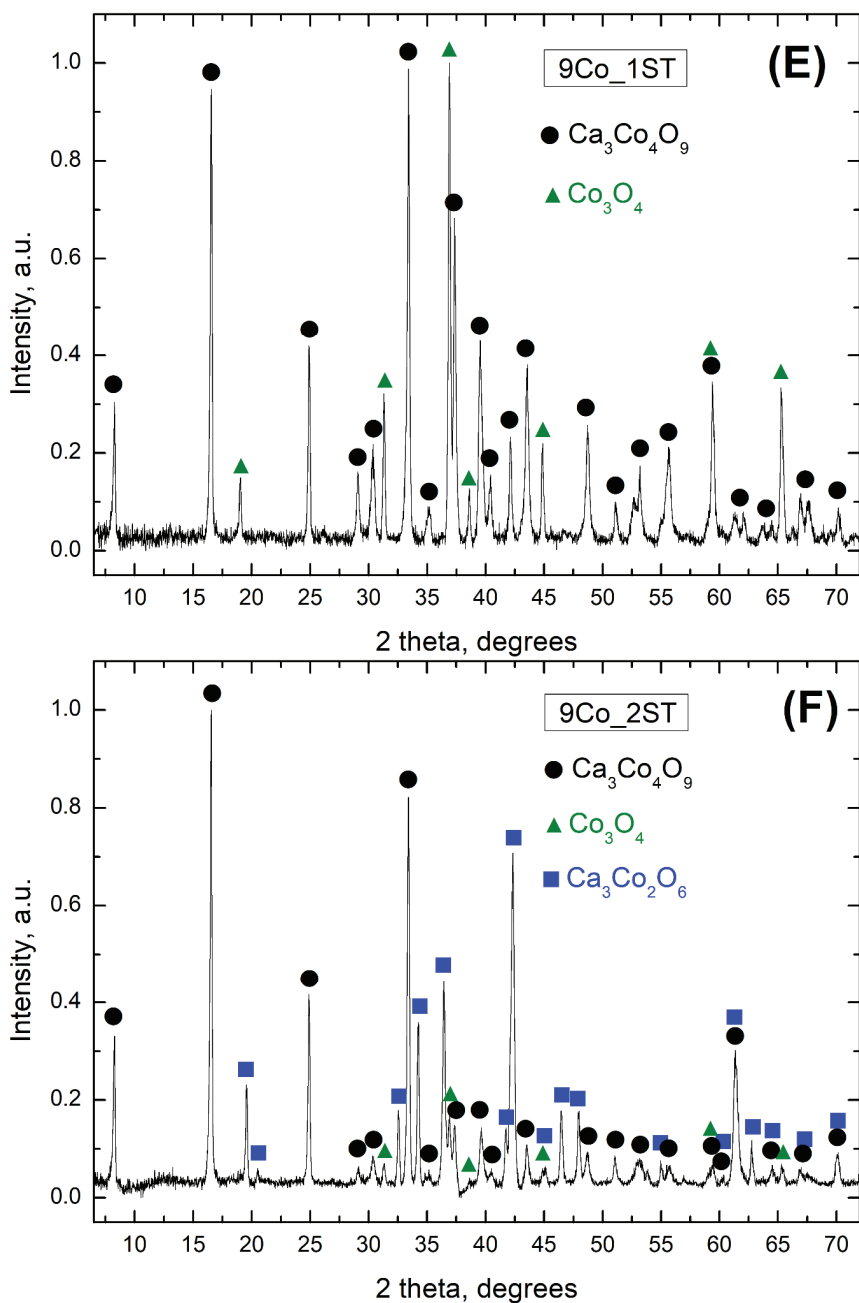 (E)
9Co_1ST
Ca₃Co₄O₉
Co₃O₄
Intensity, a.u.
1.0
0.8
0.6
0.4
0.2
0.0
10 15 20 25 30 35 40 45 50 55 60 65 70
2 theta, degrees
(F)
9Co_2ST
Ca₃Co₄O₉
Co₃O₄
Ca₃Co₂O₆
Intensity, a.u.
1.0
0.8
0.6
0.4
0.2
0.0
10 15 20 25 30 35 40 45 50 55 60 65 70
2 theta, degrees